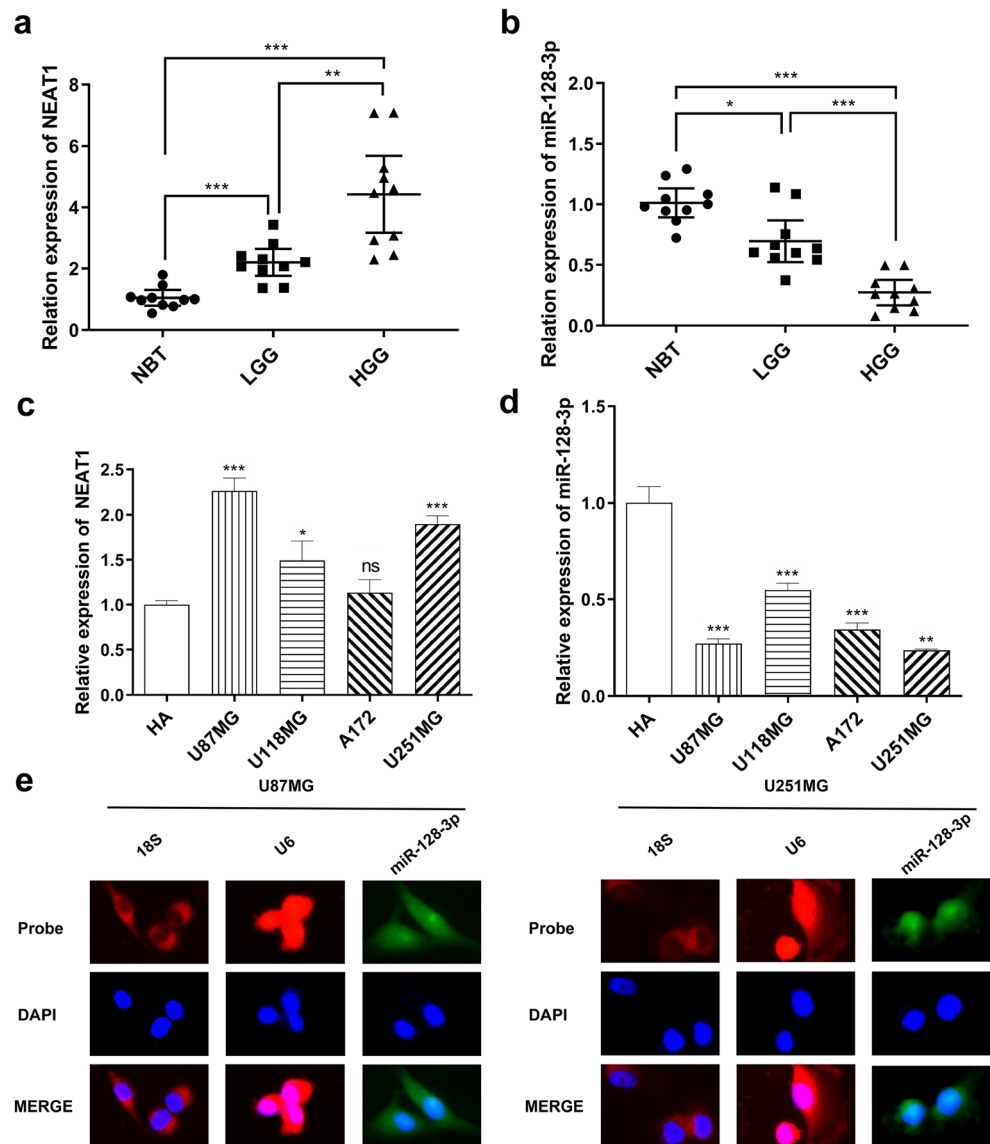 a
Relation expression of NEAT1
8
6
4
2
0
***
**
***
NBT
LGG
HGG
b
Relation expression of miR-128-3p
2.0
1.5
1.0
0.5
0.0
***
*
***
NBT
LGG
HGG
c
Relative expression of NEAT1
2.5
2.0
1.5
1.0
0.5
0.0
***
*
ns
***
HA
U87MG
U118MG
A172
U251MG
d
Relative expression of miR-128-3p
1.5
1.0
0.5
0.0
***
***
***
**
HA
U87MG
U118MG
A172
U251MG
e
U87MG
18S
U6
miR-128-3p
Probe
DAPI
MERGE
U251MG
18S
U6
miR-128-3p
Probe
DAPI
MERGE